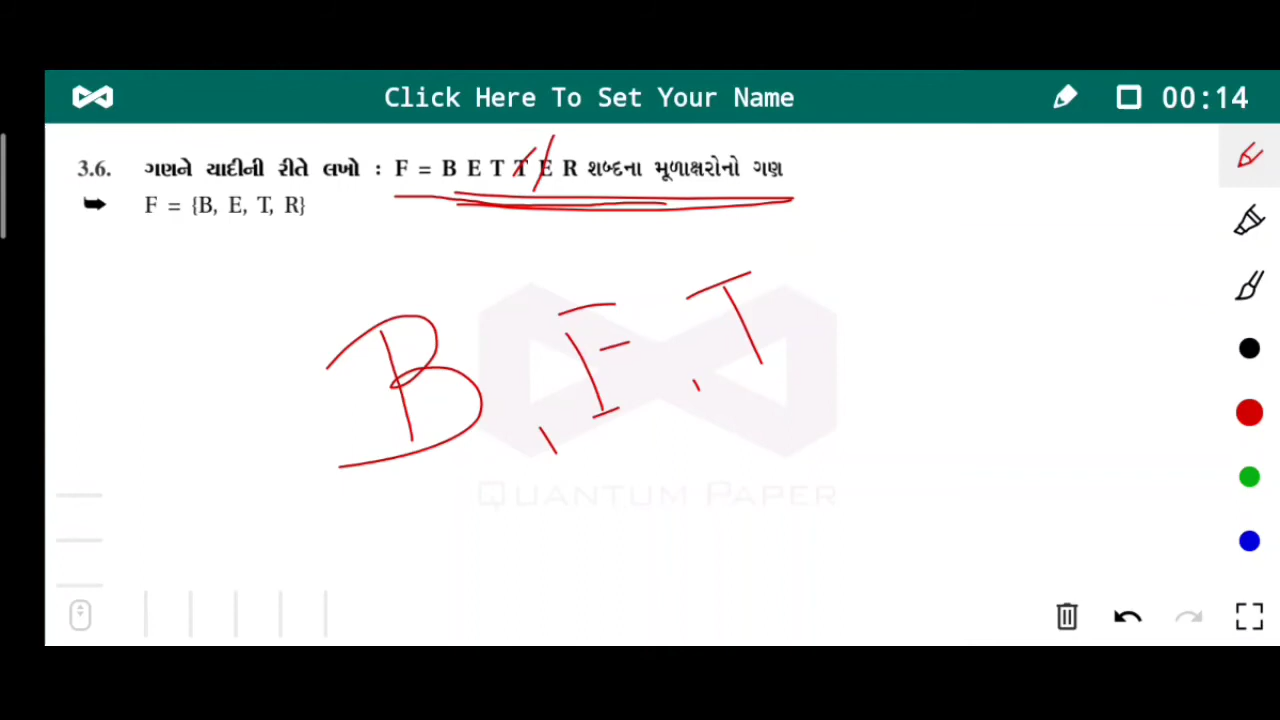 Click Here To Set Your Name 00:14
3.6. ગણને યાદીની રીતે લખો : F = B E T T E R શબ્દના મૂળાક્ષરોનો ગણ
F = {B, E, T, R}
B, E, T
QUANTUM PAPER